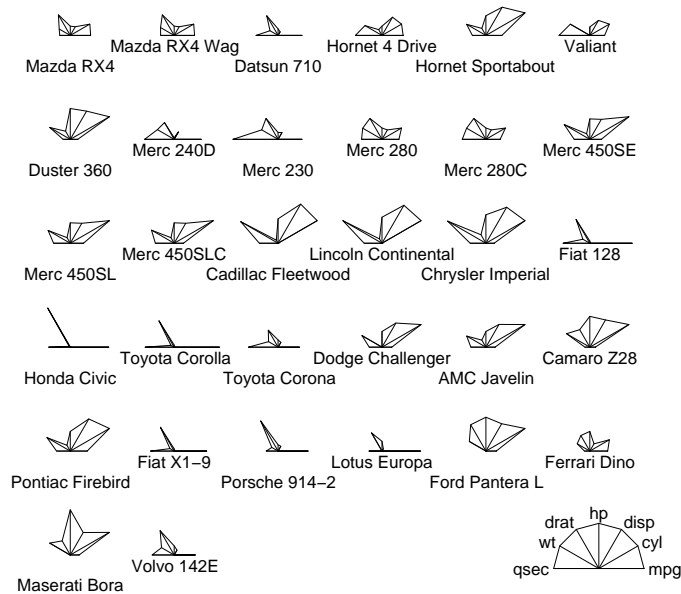 Mazda RX4
Mazda RX4 Wag
Datsun 710
Hornet 4 Drive
Hornet Sportabout
Valiant
Duster 360
Merc 240D
Merc 230
Merc 280
Merc 280C
Merc 450SE
Merc 450SL
Merc 450SLC
Cadillac Fleetwood
Lincoln Continental
Chrysler Imperial
Fiat 128
Honda Civic
Toyota Corolla
Toyota Corona
Dodge Challenger
AMC Javelin
Camaro Z28
Pontiac Firebird
Fiat X1−9
Porsche 914−2
Lotus Europa
Ford Pantera L
Ferrari Dino
Maserati Bora
Volvo 142E
hp
drat
disp
wt
cyl
qsec
mpg